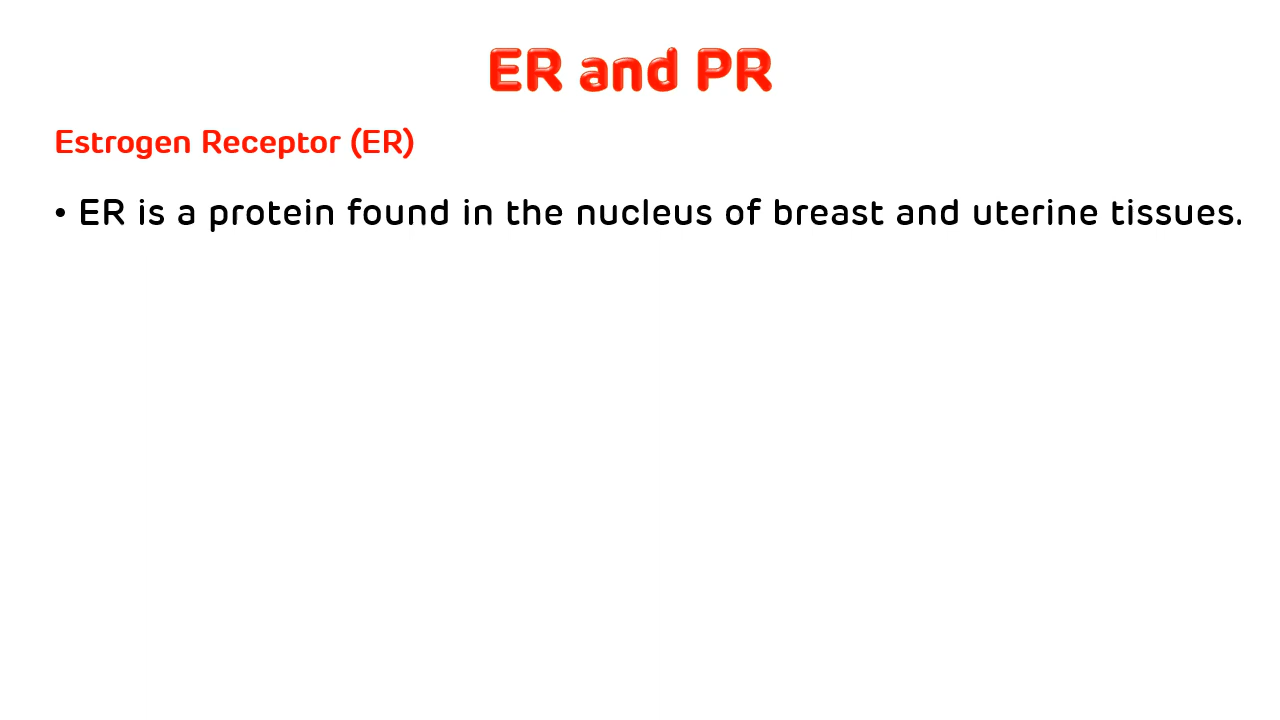 ER and PR
Estrogen Receptor (ER)
• ER is a protein found in the nucleus of breast and uterine tissues.